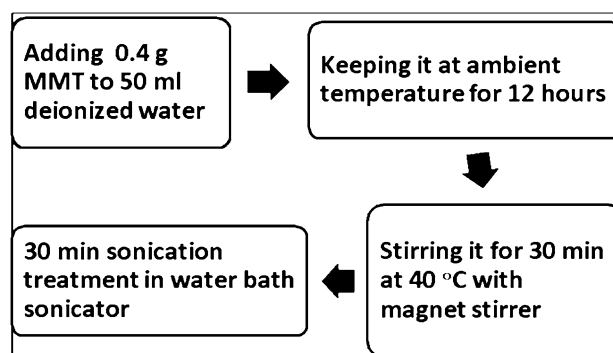 Adding 0.4 g
MMT to 50 ml
deionized water
Keeping it at ambient
temperature for 12 hours
Stirring it for 30 min
at 40 °C with
magnet stirrer
30 min sonication
treatment in water bath
sonicator